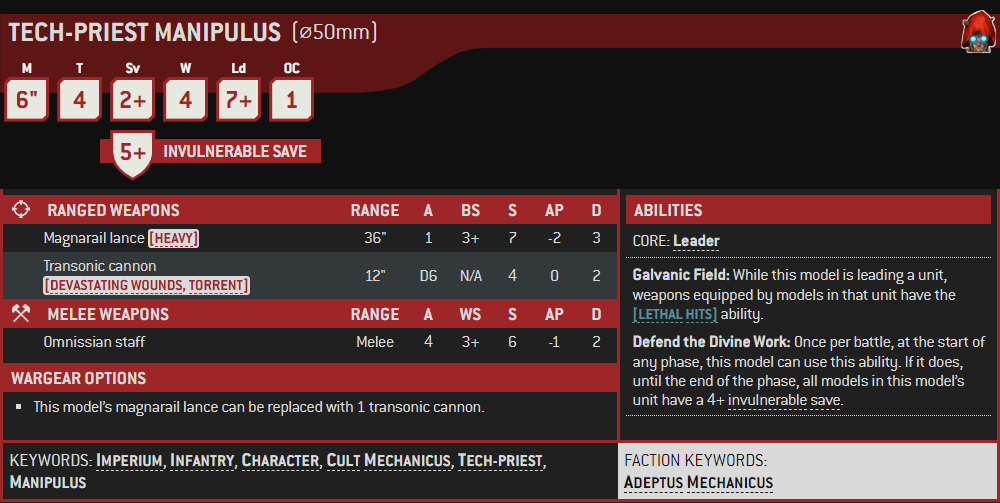 TECH-PRIEST MANIPULUS (⌀50mm)
M T Sv W Ld OC
6" 4 2+ 4 7+ 1
5+ INVULNERABLE SAVE
RANGED WEAPONS RANGE A BS S AP D
Magnarail lance [HEAVY] 36" 1 3+ 7 -2 3
Transonic cannon
[DEVASTATING WOUNDS, TORRENT] 12" D6 N/A 4 0 2
MELEE WEAPONS RANGE A WS S AP D
Omnissian staff Melee 4 3+ 6 -1 2
WARGEAR OPTIONS
This model's magnarail lance can be replaced with 1 transonic cannon.
ABILITIES
CORE: Leader
Galvanic Field: While this model is leading a unit,
weapons equipped by models in that unit have the
[LETHAL HITS] ability.
Defend the Divine Work: Once per battle, at the start of
any phase, this model can use this ability. If it does,
until the end of the phase, all models in this model's
unit have a 4+ invulnerable save.
KEYWORDS: IMPERIUM, INFANTRY, CHARACTER, CULT MECHANICUS, TECH-PRIEST,
MANIPULUS
FACTION KEYWORDS:
ADEPTUS MECHANICUS